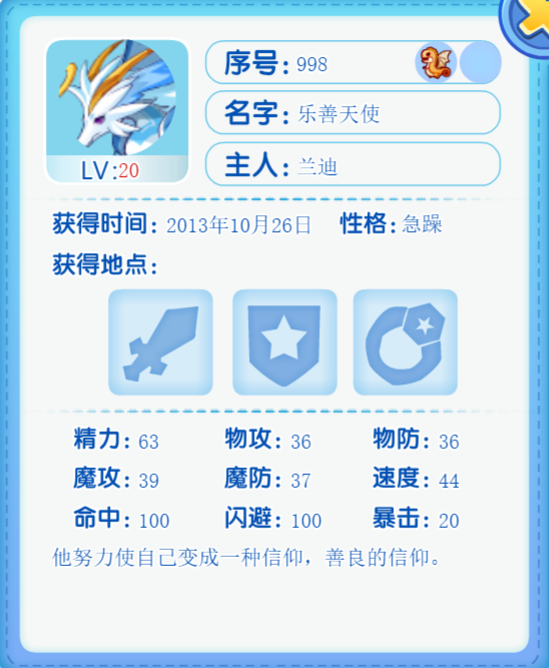 序号：998
名字：乐善天使
LV:20
主人：兰迪
获得时间：2013年10月26日 性格：急躁
获得地点：
精力：63 物攻：36 物防：36
魔攻：39 魔防：37 速度：44
命中：100 闪避：100 暴击：20
他努力使自己变成一种信仰，善良的信仰。